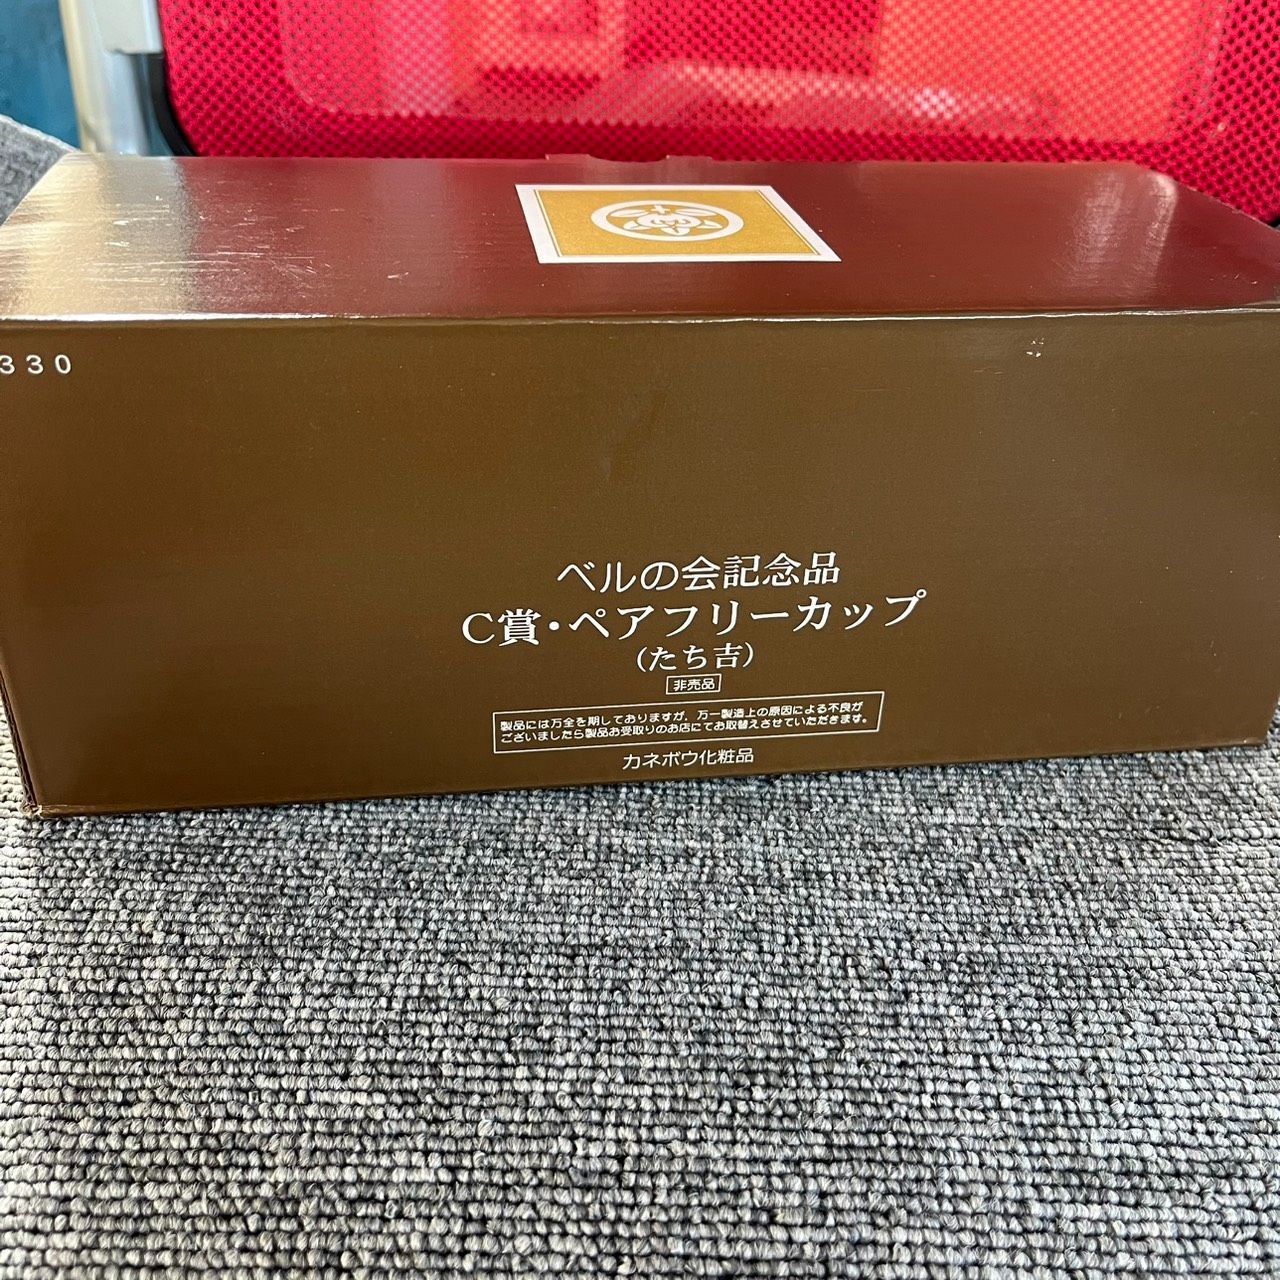 330
ベルの会記念品
C賞・ペアフリーカップ
(たち吉)
非売品
製品には万全を期しておりますが、万一製造上の原因による不良が
ございましたら製品お受取りのお店にてお取替えさせていただきます。
カネボウ化粧品